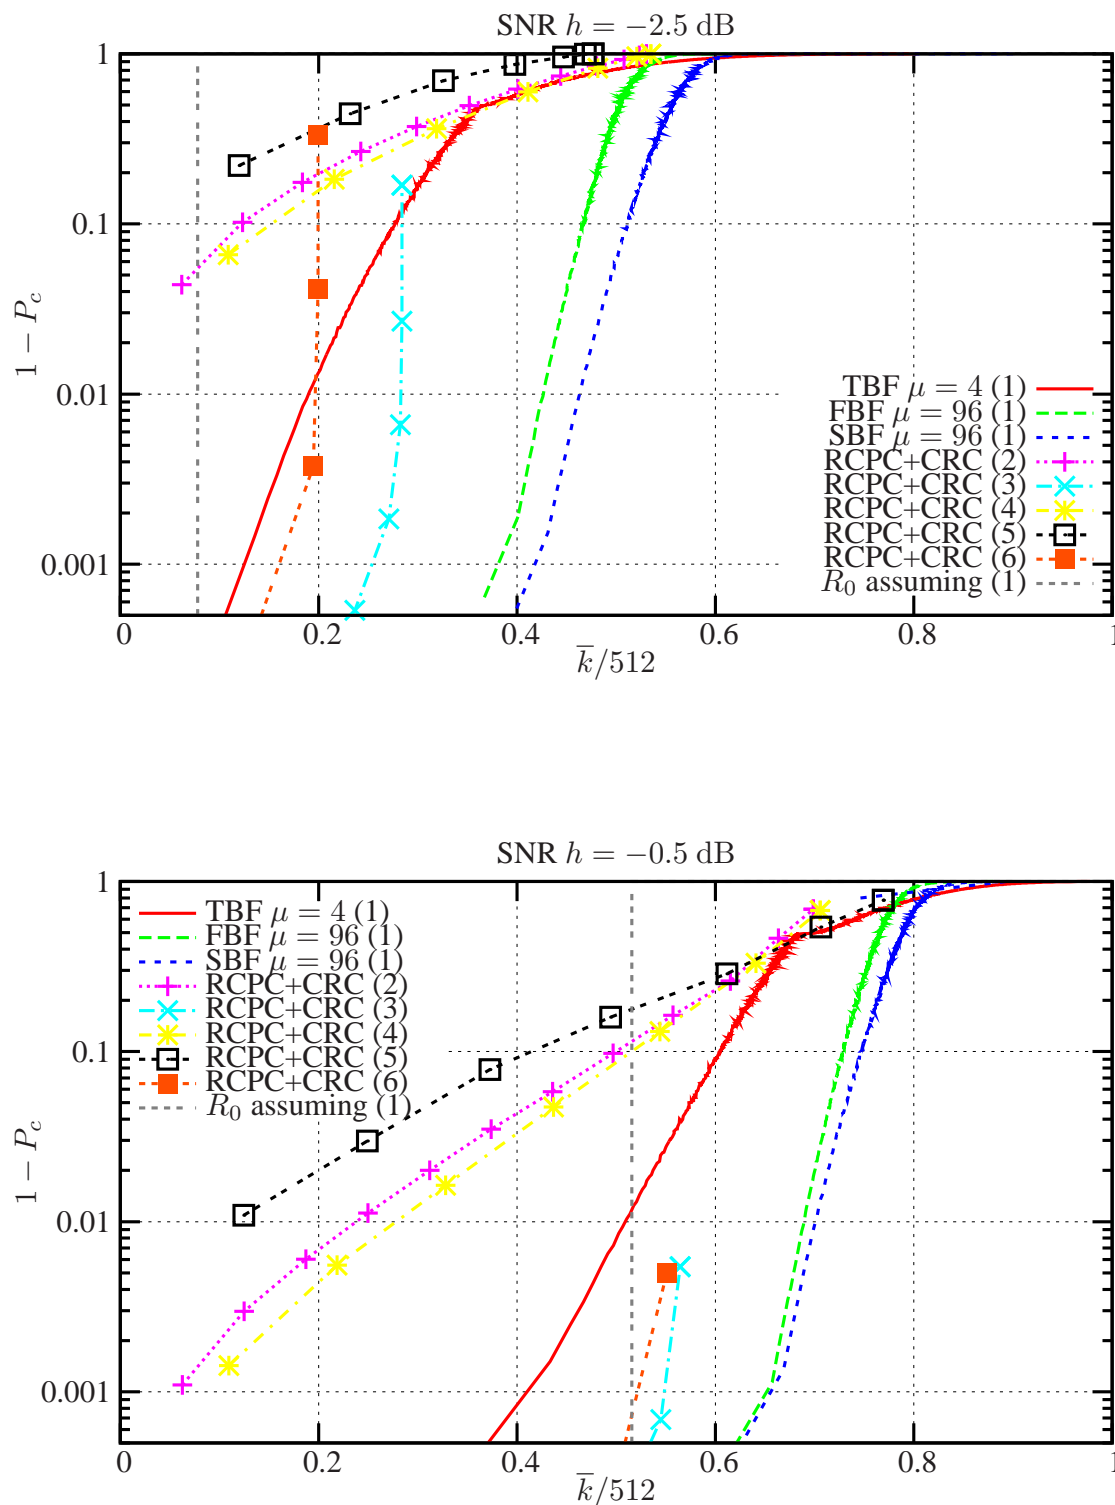 SNR h = −2.5 dB
1
0.1
0.01
0.001
1 − P_c
TBF μ = 4 (1)
FBF μ = 96 (1)
SBF μ = 96 (1)
RCPC+CRC (2)
RCPC+CRC (3)
RCPC+CRC (4)
RCPC+CRC (5)
RCPC+CRC (6)
R_0 assuming (1)
0 0.2 0.4 0.6 0.8 1
k̅/512
SNR h = −0.5 dB
1
0.1
0.01
0.001
1 − P_c
TBF μ = 4 (1)
FBF μ = 96 (1)
SBF μ = 96 (1)
RCPC+CRC (2)
RCPC+CRC (3)
RCPC+CRC (4)
RCPC+CRC (5)
RCPC+CRC (6)
R_0 assuming (1)
0 0.2 0.4 0.6 0.8 1
k̅/512